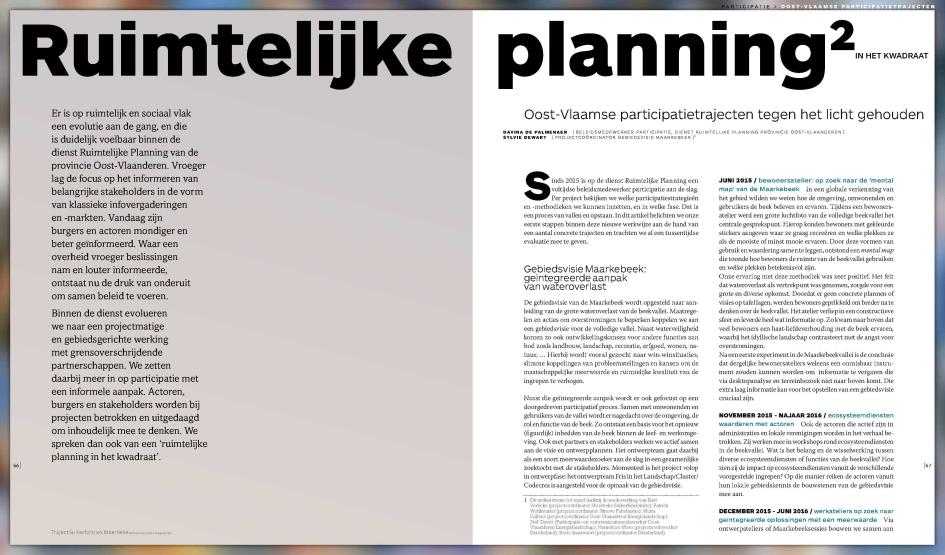 PARTICIPATIE > OOST-VLAAMSE PARTICIPATIETRAJECTEN
Ruimtelijke planning²
IN HET KWADRAAT
Er is op ruimtelijk en sociaal vlak
een evolutie aan de gang, en die
is duidelijk voelbaar binnen de
dienst Ruimtelijke Planning van de
provincie Oost-Vlaanderen. Vroeger
lag de focus op het informeren van
belangrijke stakeholders in de vorm
van klassieke infovergaderingen
en -markten. Vandaag zijn
burgers en actoren mondiger en
beter geïnformeerd. Waar een
overheid vroeger beslissingen
nam en louter informeerde,
ontstaat nu de druk van onderuit
om samen beleid te voeren.
Binnen de dienst evolueren
we naar een projectmatige
en gebiedsgerichte werking
met grensoverschrijdende
partnerschappen. We zetten
daarbij meer in op participatie met
een informele aanpak. Actoren,
burgers en stakeholders worden bij
projecten betrokken en uitgedaagd
om inhoudelijk mee te denken. We
spreken dan ook van een 'ruimtelijke
planning in het kwadraat'.
56
Oost-Vlaamse participatietrajecten tegen het licht gehouden
DAVINA DE PALMENAER [BELEIDSMEDEWERKER PARTICIPATIE, DIENST RUIMTELIJKE PLANNING PROVINCIE OOST-VLAANDEREN]
SYLVIE DEWART [PROJECTCOÖRDINATOR GEBIEDSVISIE MAARKEBEEK]¹
Sinds 2015 is op de dienst Ruimtelijke Planning een
voltijdse beleidsmedewerker participatie aan de slag.
Per project bekijken we welke participatiestrategieën
en -methodieken we kunnen inzetten, en in welke fase. Dat is
een proces van vallen en opstaan. In dit artikel belichten we onze
eerste stappen binnen deze nieuwe werkwijze aan de hand van
een aantal concrete trajecten en trachten we al een tussentijdse
evaluatie mee te geven.
Gebiedsvisie Maarkebeek:
geïntegreerde aanpak
van wateroverlast
De gebiedsvisie van de Maarkebeek wordt opgesteld naar aan-
leiding van de grote wateroverlast van de beekvallei. Maatrege-
len en acties om overstromingen te beperken koppelen we aan
een gebiedsvisie voor de volledige vallei. Naast waterveiligheid
komen zo ook ontwikkelingskansen voor andere functies aan
bod zoals landbouw, landschap, recreatie, erfgoed, wonen, na-
tuur, ... Hierbij wordt vooral gezocht naar win-winsituaties,
slimme koppelingen van probleemstellingen en kansen om de
maatschappelijke meerwaarde en ruimtelijke kwaliteit van de
ingrepen te verhogen.
Naast die geïntegreerde aanpak wordt er ook gefocust op een
doorgedreven participatief proces. Samen met omwonenden en
gebruikers van de vallei wordt er nagedacht over de omgeving, de
rol en functie van de beek. Zo ontstaat een basis voor het opnieuw
(figuurlijk) inbedden van de beek binnen de leef- en werkomge-
ving. Ook met partners en stakeholders werken we actief samen
aan de visie en ontwerpplannen. Het ontwerpteam gaat daarbij
als een soort meerwaardezoeker aan de slag in een gezamenlijke
zoektocht met de stakeholders. Momenteel is het project volop
in ontwerpfase: het ontwerpteam Fris in het Landschap/Cluster/
Codecrea is aangesteld voor de opmaak van de gebiedsvisie.
JUNI 2015 / bewonersatelier: op zoek naar de 'mental
map' van de Maarkebeek In een globale verkenning van
het gebied wilden we weten hoe de omgeving, omwonenden en
gebruikers de beek beleven en ervaren. Tijdens een bewoners-
atelier werd een grote luchtfoto van de volledige beekvallei het
centrale gesprekspunt. Hierop konden bewoners met gekleurde
stickers aangeven waar ze graag recreëren en welke plekken ze
als de mooiste of minst mooie ervaren. Door deze vormen van
gebruik en waardering samen te leggen, ontstond een mental map
die toonde hoe bewoners de ruimte van de beekvallei gebruiken
en welke plekken betekenisvol zijn.
Onze ervaring met deze methodiek was zeer positief. Het feit
dat wateroverlast als vertrekpunt was genomen, zorgde voor een
grote en diverse opkomst. Doordat er geen concrete plannen of
visies op tafel lagen, werden bewoners geprikkeld om breder na te
denken over de beekvallei. Het atelier verliep in een constructieve
sfeer en leverde heel wat informatie op. Zo kwam naar boven dat
veel bewoners een haat-liefdeverhouding met de beek ervaren,
waarbij het idyllische landschap contrasteert met de angst voor
overstromingen.
Na een eerste experiment in de Maarkebeekvallei is de conclusie
dat dergelijke bewonersateliers weleens een onmisbaar instru-
ment zouden kunnen worden om informatie te vergaren die
via desktopanalyse en terreinbezoek niet naar boven komt. Die
extra laag informatie kan voor het opstellen van een gebiedsvisie
cruciaal zijn.
NOVEMBER 2015 - NAJAAR 2016 / ecosysteemdiensten
waarderen met actoren Ook de actoren die actief zijn in
administraties en lokale verenigingen worden in het verhaal be-
trokken. Zij werken mee in workshops rond ecosysteemdiensten
in de beekvallei. Wat is het belang en de wisselwerking tussen
diverse ecosysteemdiensten of functies van de beekvallei? Hoe
zien zij de impact op ecosysteemdiensten vanuit de verschillende
voorgestelde ingrepen? Op die manier reiken de actoren vanuit
hun lokale gebiedskennis de bouwstenen van de gebiedsvisie
mee aan.
DECEMBER 2015 - JUNI 2016 / werkateliers op zoek naar
geïntegreerde oplossingen met een meerwaarde Via
ontwerpateliers of Maarkebeeksessies bouwen we samen aan
57